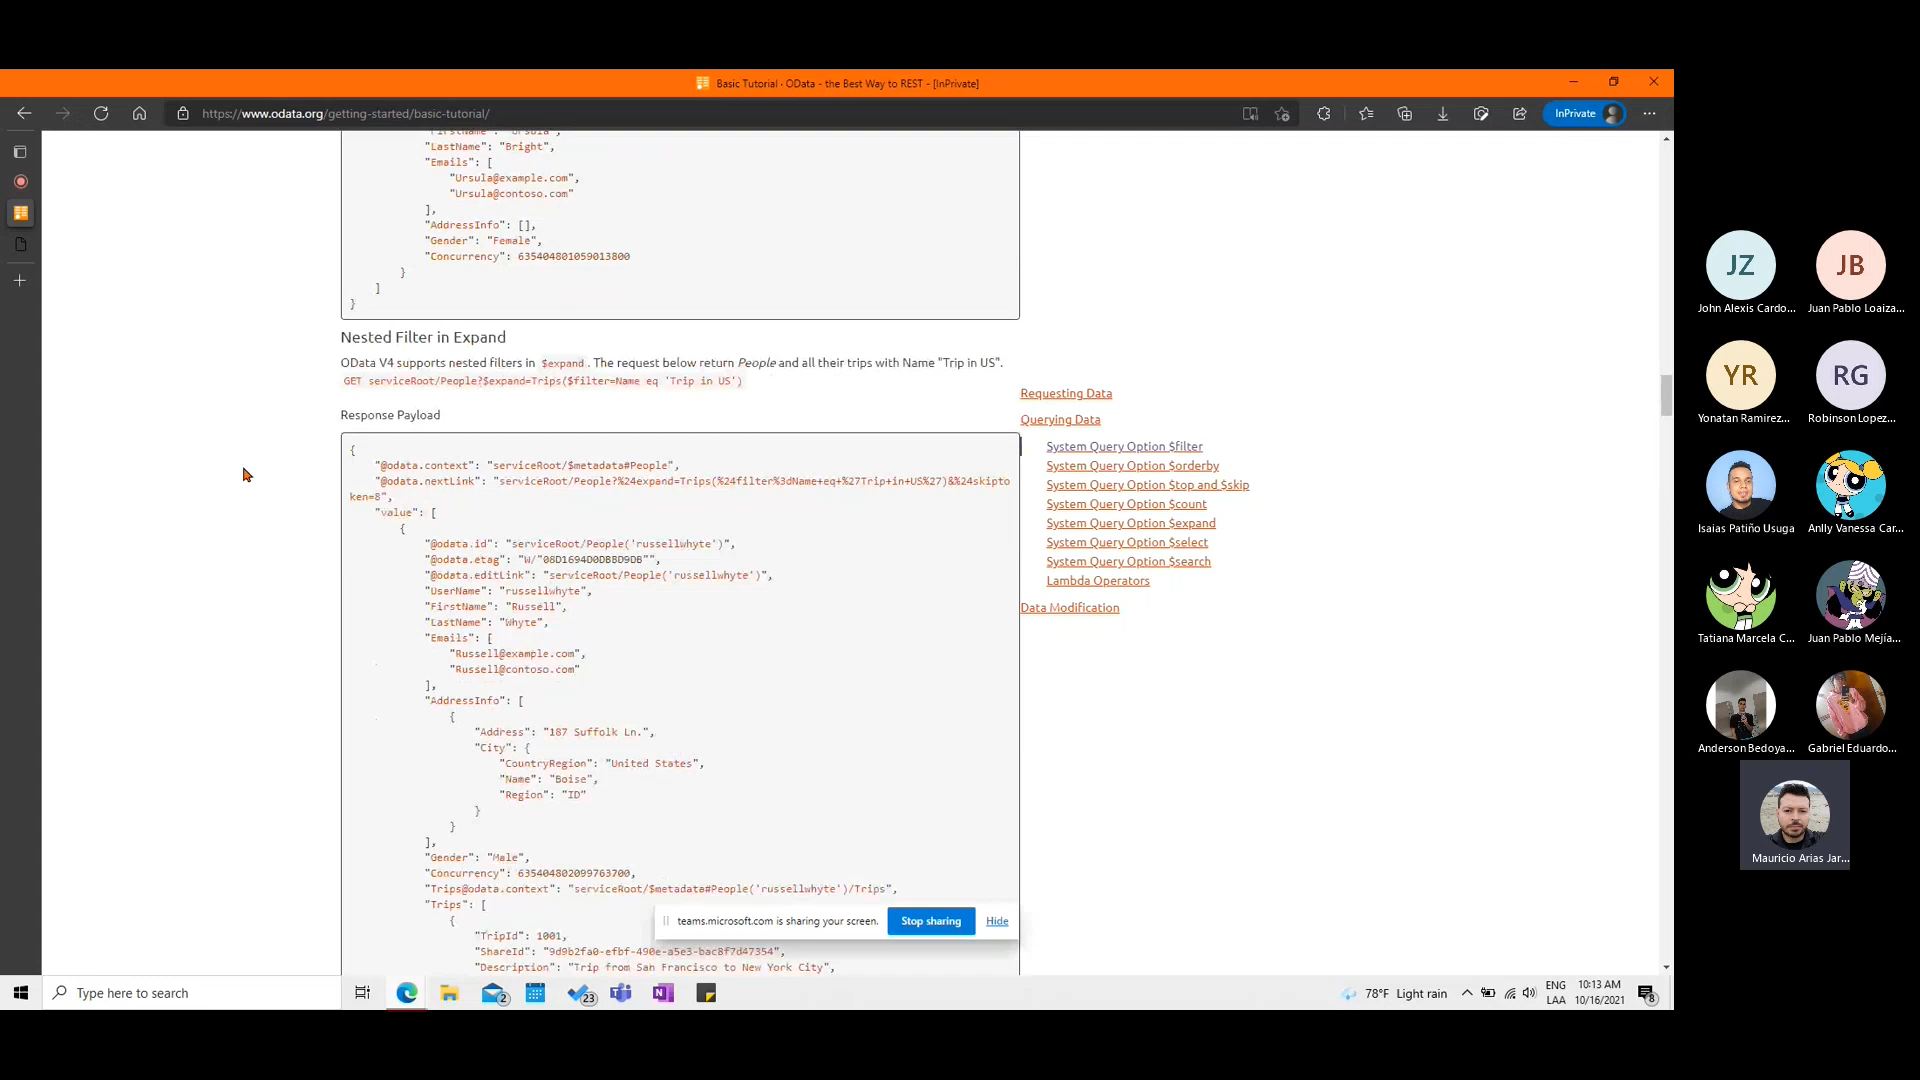 Basic Tutorial · OData - the Best Way to REST - [InPrivate]
https://www.odata.org/getting-started/basic-tutorial/
InPrivate
"FirstName": "Ursula",
"LastName": "Bright",
"Emails": [
"Ursula@example.com",
"Ursula@contoso.com"
],
"AddressInfo": [],
"Gender": "Female",
"Concurrency": 635404801059013800
}
]
}
Nested Filter in Expand
OData V4 supports nested filters in $expand. The request below return People and all their trips with Name "Trip in US".
GET serviceRoot/People?$expand=Trips($filter=Name eq 'Trip in US')
Response Payload
{
"@odata.context": "serviceRoot/$metadata#People",
"@odata.nextLink": "serviceRoot/People?%24expand=Trips(%24filter%3dName+eq+%27Trip+in+US%27)&%24skipto
ken=8",
"value": [
{
"@odata.id": "serviceRoot/People('russellwhyte')",
"@odata.etag": "W/"08D1694D0DBBD9DB"",
"@odata.editLink": "serviceRoot/People('russellwhyte')",
"UserName": "russellwhyte",
"FirstName": "Russell",
"LastName": "Whyte",
"Emails": [
"Russell@example.com",
"Russell@contoso.com"
],
"AddressInfo": [
{
"Address": "187 Suffolk Ln.",
"City": {
"CountryRegion": "United States",
"Name": "Boise",
"Region": "ID"
}
}
],
"Gender": "Male",
"Concurrency": 635404802099763700,
"Trips@odata.context": "serviceRoot/$metadata#People('russellwhyte')/Trips",
"Trips": [
{
"TripId": 1001,
"ShareId": "9d9b2fa0-efbf-490e-a5e3-bac8f7d47354",
"Description": "Trip from San Francisco to New York City",
Requesting Data
Querying Data
System Query Option $filter
System Query Option $orderby
System Query Option $top and $skip
System Query Option $count
System Query Option $expand
System Query Option $select
System Query Option $search
Lambda Operators
Data Modification
teams.microsoft.com is sharing your screen.
Stop sharing
Hide
Type here to search
2
23
78°F Light rain
ENG
LAA
10:13 AM
10/16/2021
8
JZ
John Alexis Cardo...
JB
Juan Pablo Loaiza...
YR
Yonatan Ramirez...
RG
Robinson Lopez...
Isaias Patiño Usuga
Anlly Vanessa Car...
Tatiana Marcela C...
Juan Pablo Mejía...
Anderson Bedoya...
Gabriel Eduardo...
Mauricio Arias Jar...